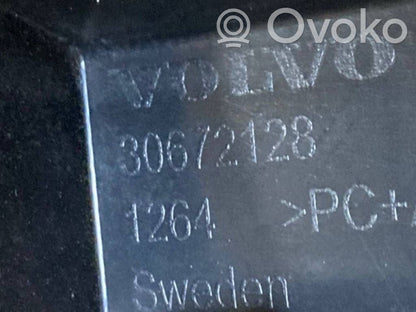 Ovoko
VOLVO
30672128
1264 >PC+A
Sweden